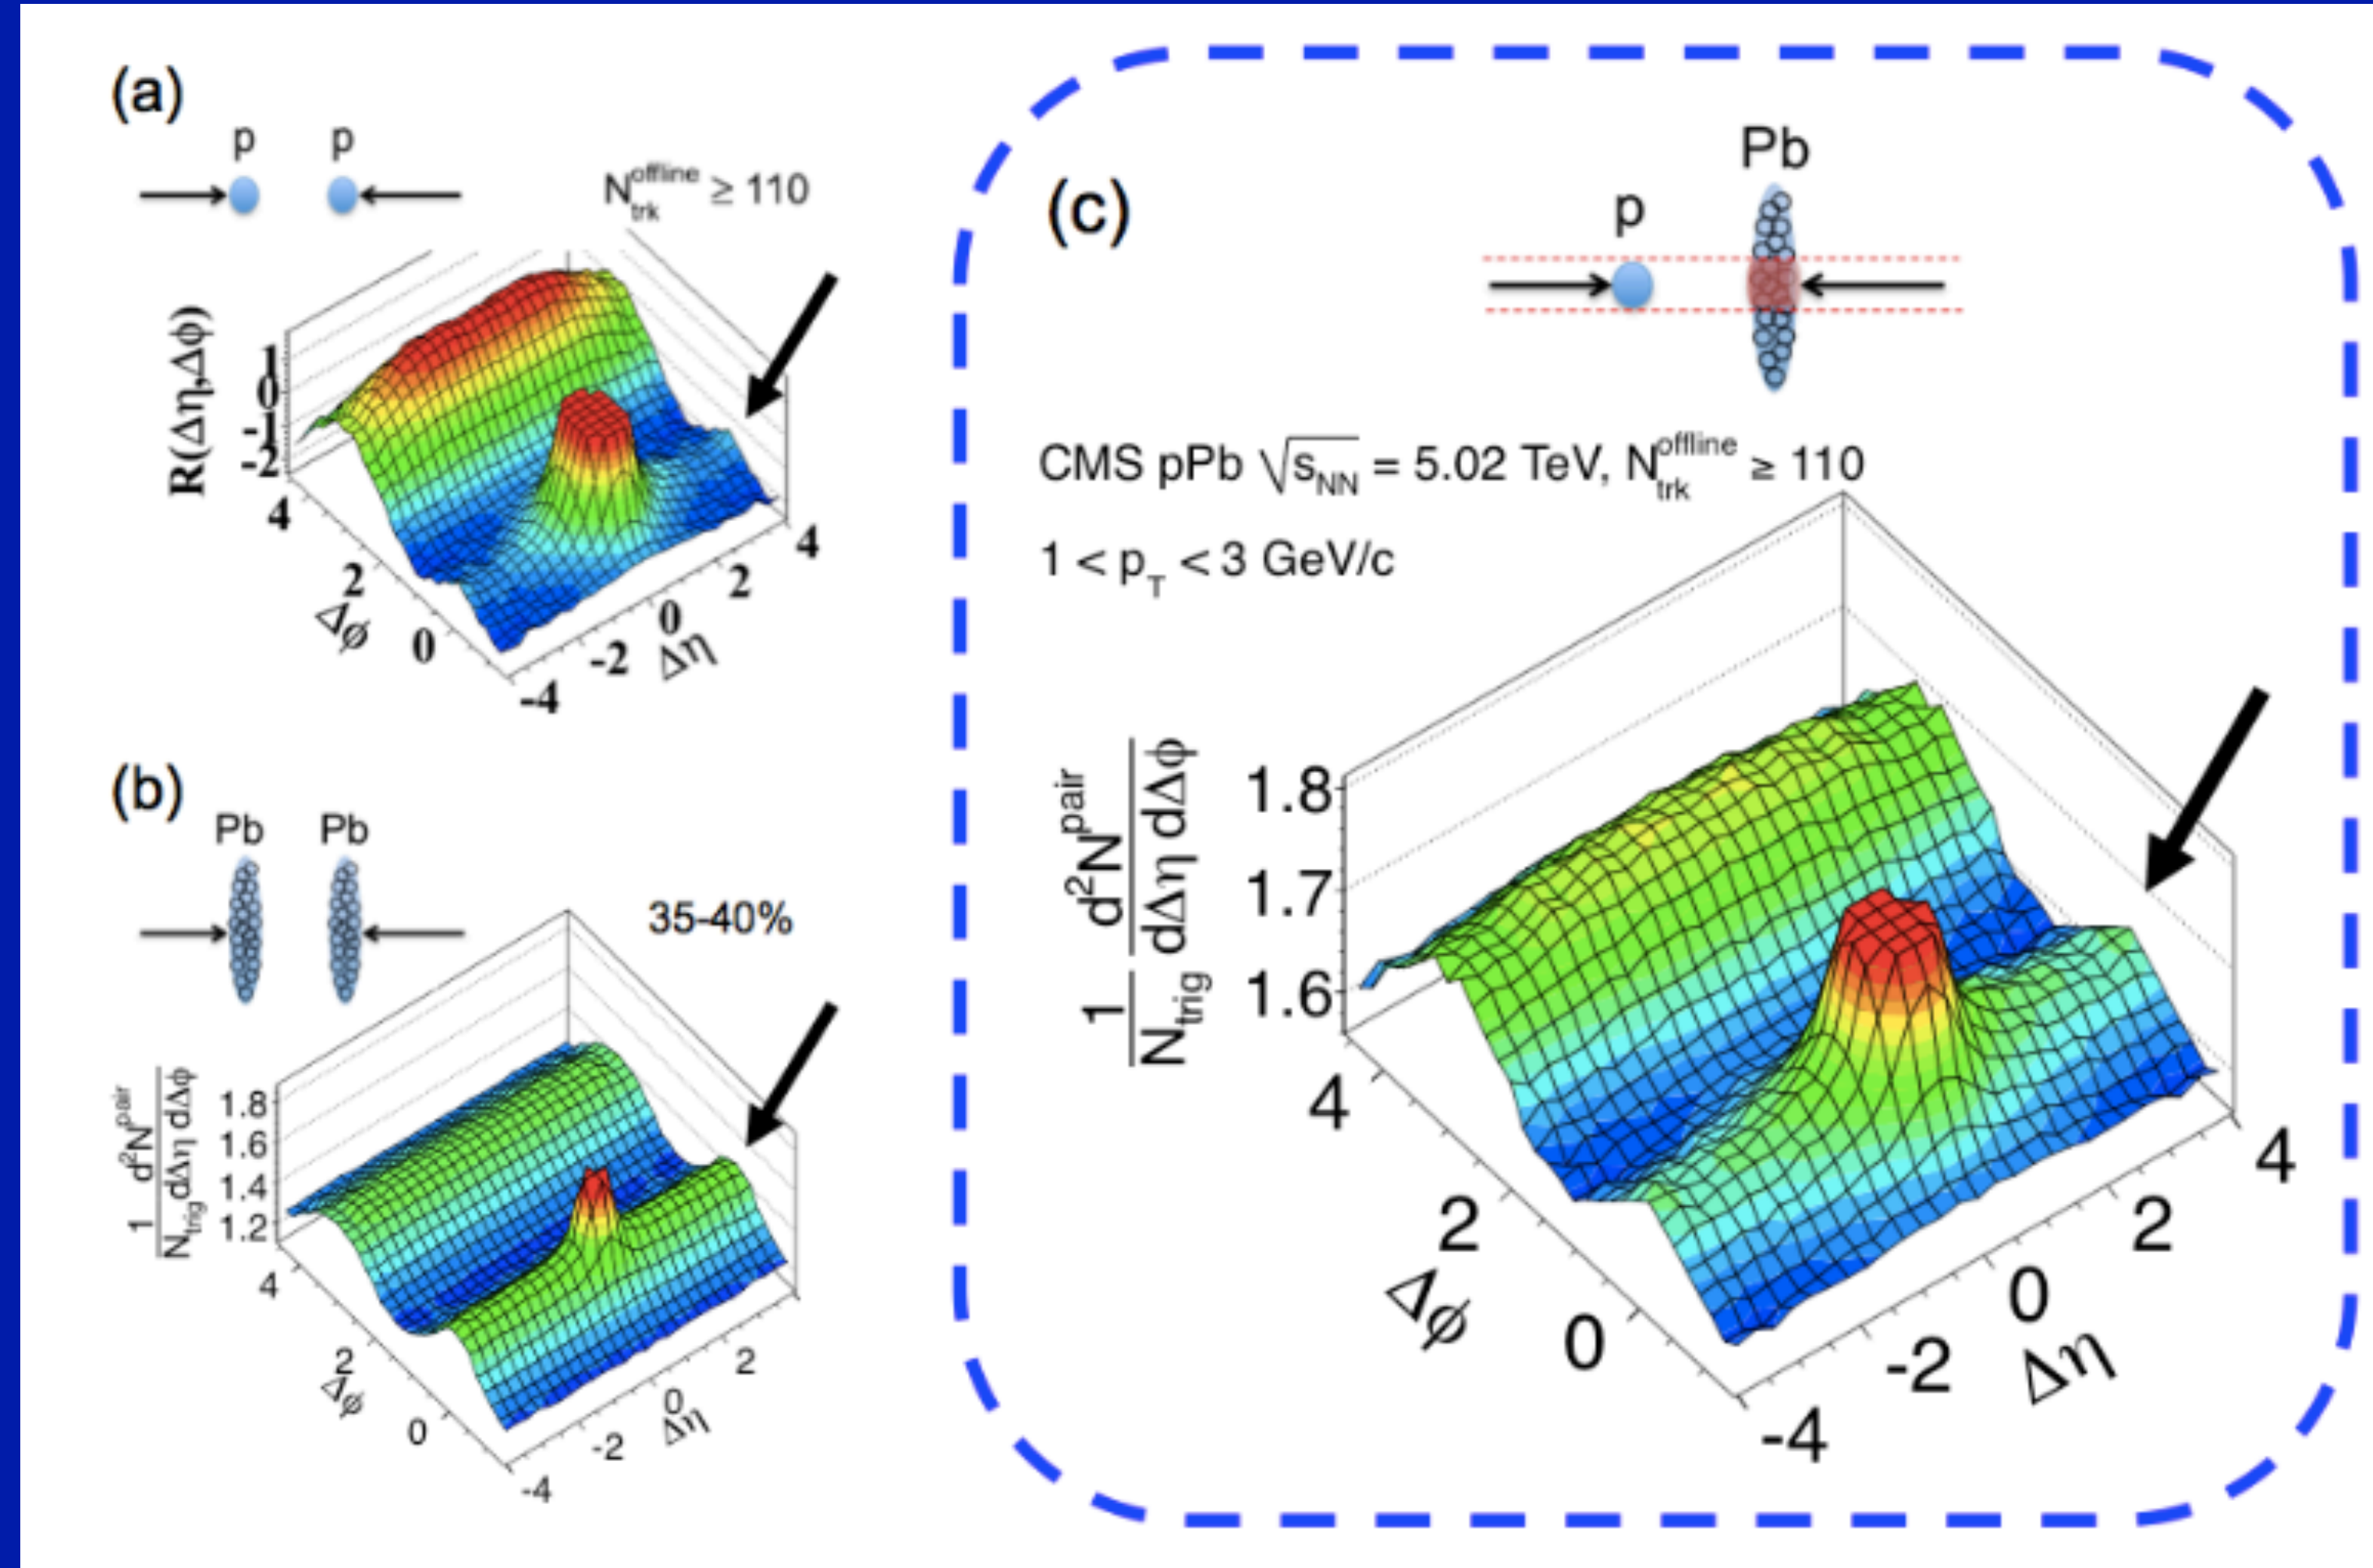 (a)
p p
N_trk^offline ≥ 110
R(Δη,Δϕ)
1
0
-1
-2
4
2
0
Δϕ
-4
-2
0
2
4
Δη
(b)
Pb Pb
35-40%
1/N_trig d²N^pair/dΔη dΔϕ
1.8
1.6
1.4
1.2
4
2
0
Δϕ
-4
-2
0
2
Δη
(c)
Pb
p
CMS pPb √s_NN = 5.02 TeV, N_trk^offline ≥ 110
1 < p_T < 3 GeV/c
1/N_trig d²N^pair/dΔη dΔϕ
1.8
1.7
1.6
4
2
0
Δϕ
-4
-2
0
2
4
Δη